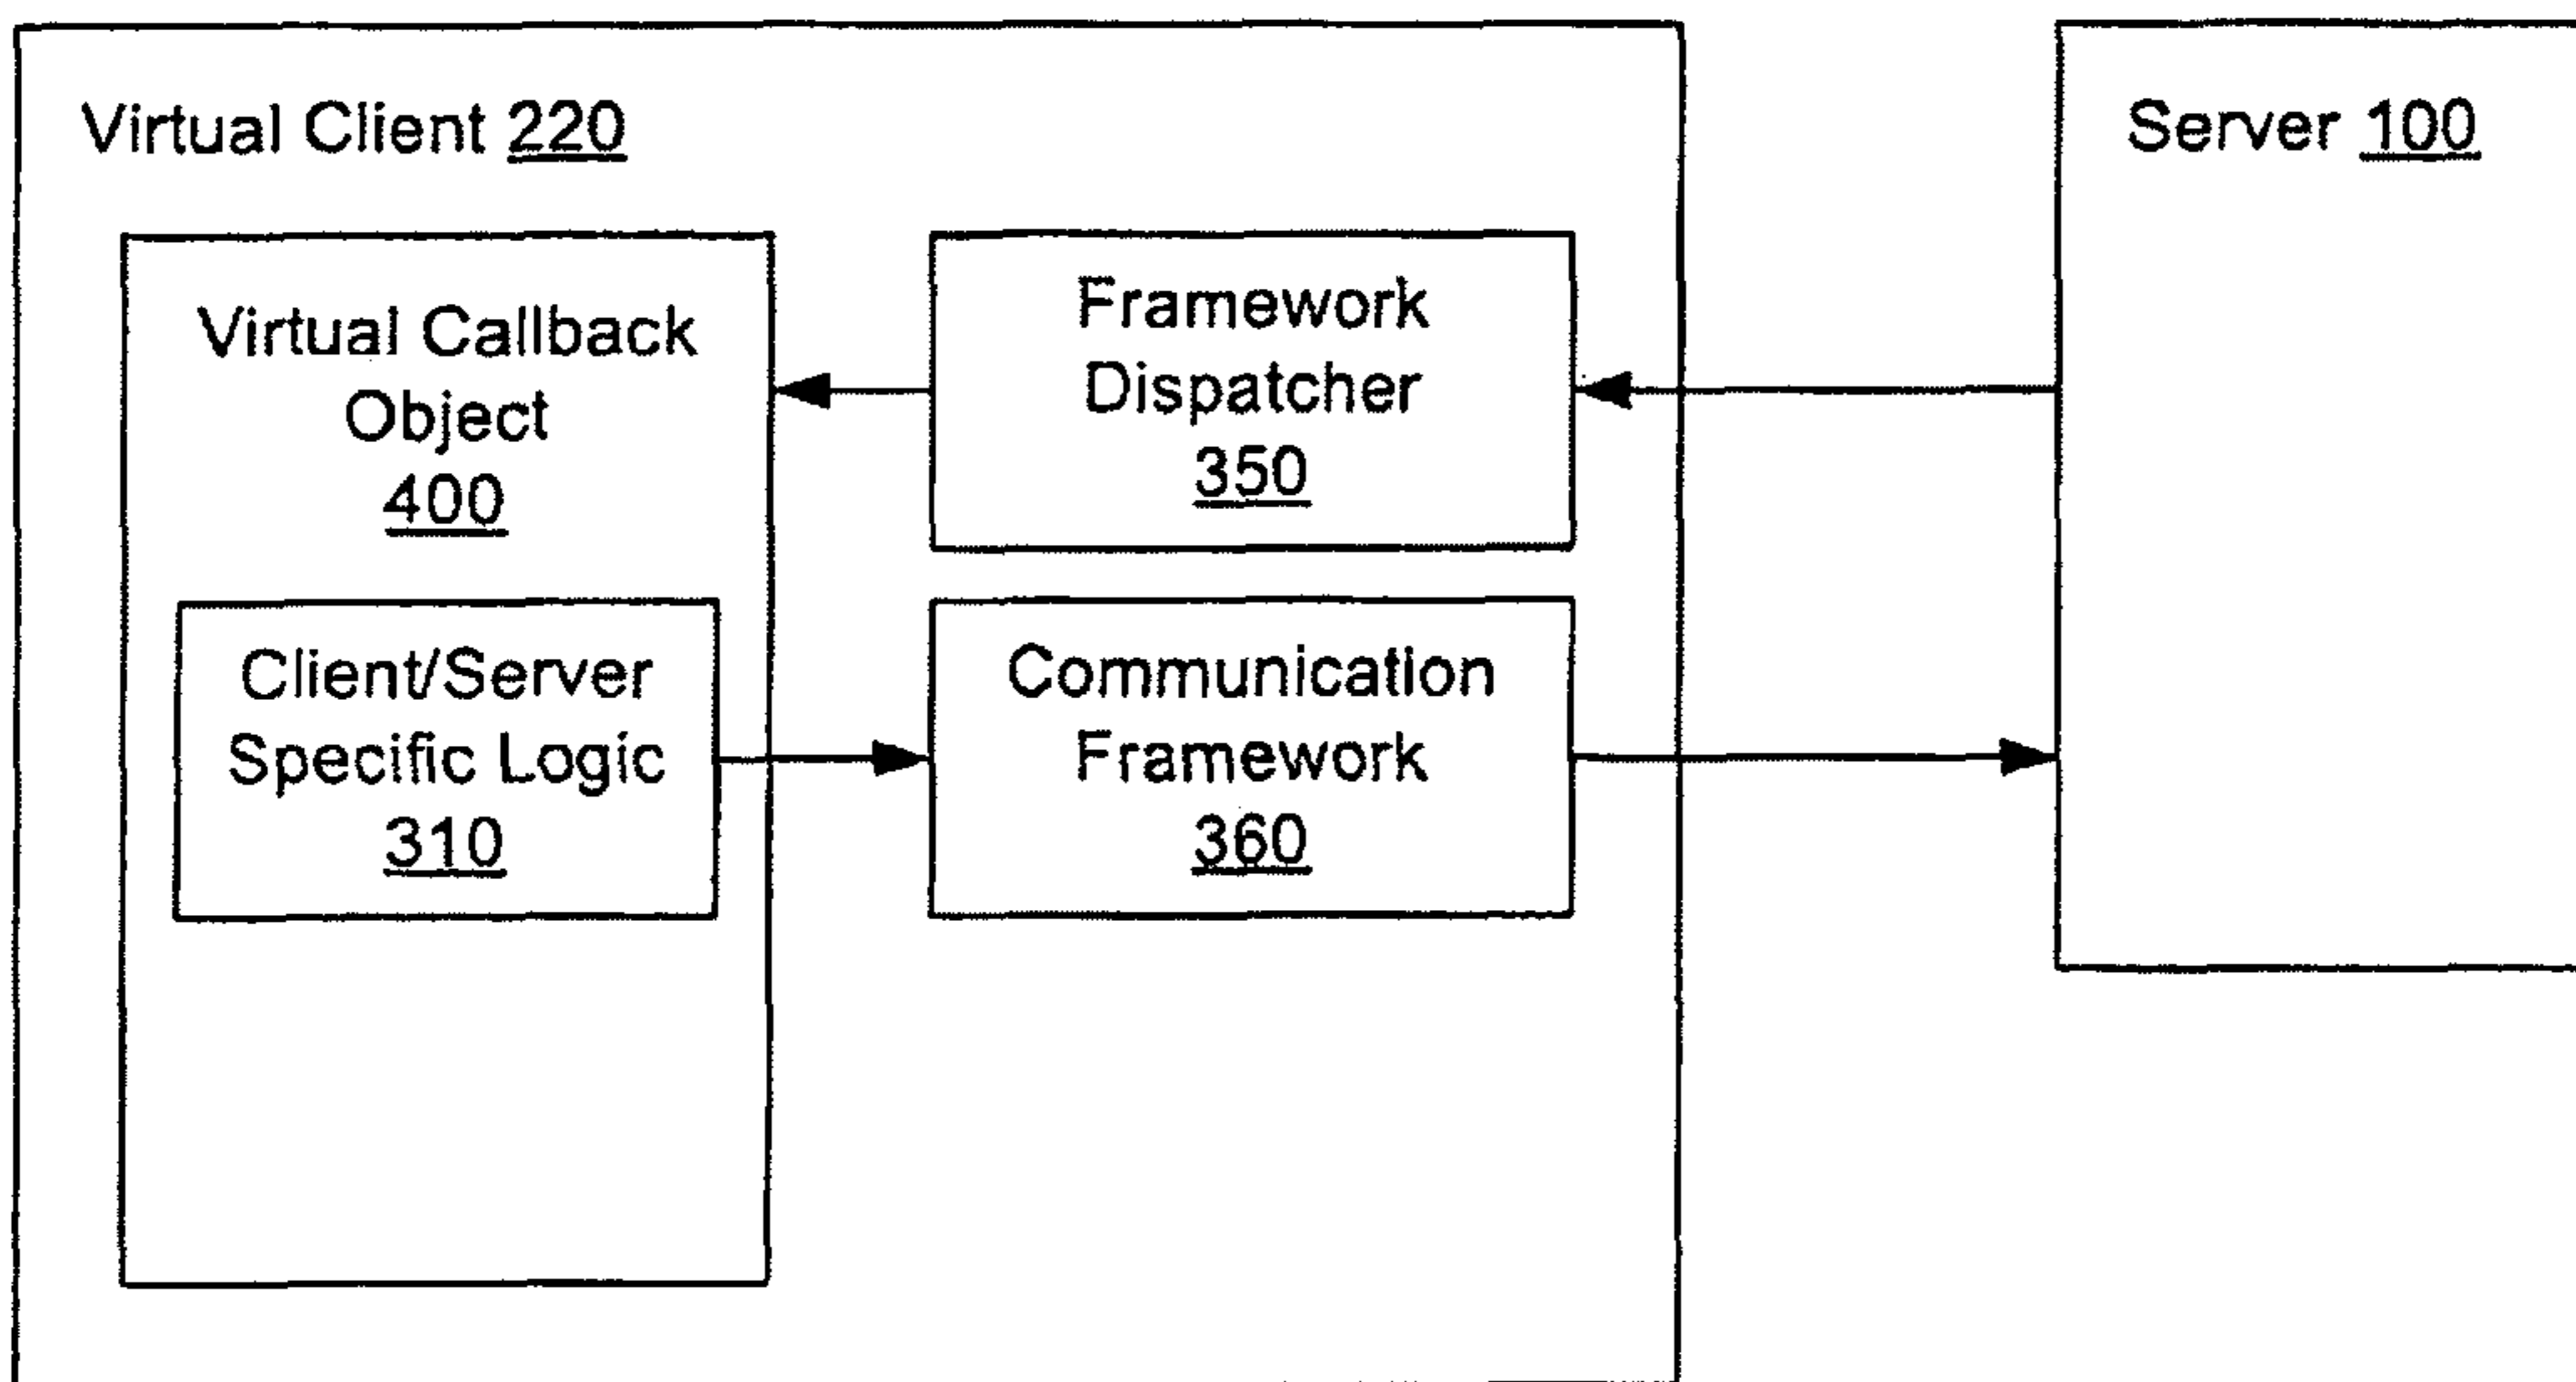 Virtual Client 220
Server 100
Virtual Callback
Object
400
Framework
Dispatcher
350
Client/Server
Specific Logic
310
Communication
Framework
360